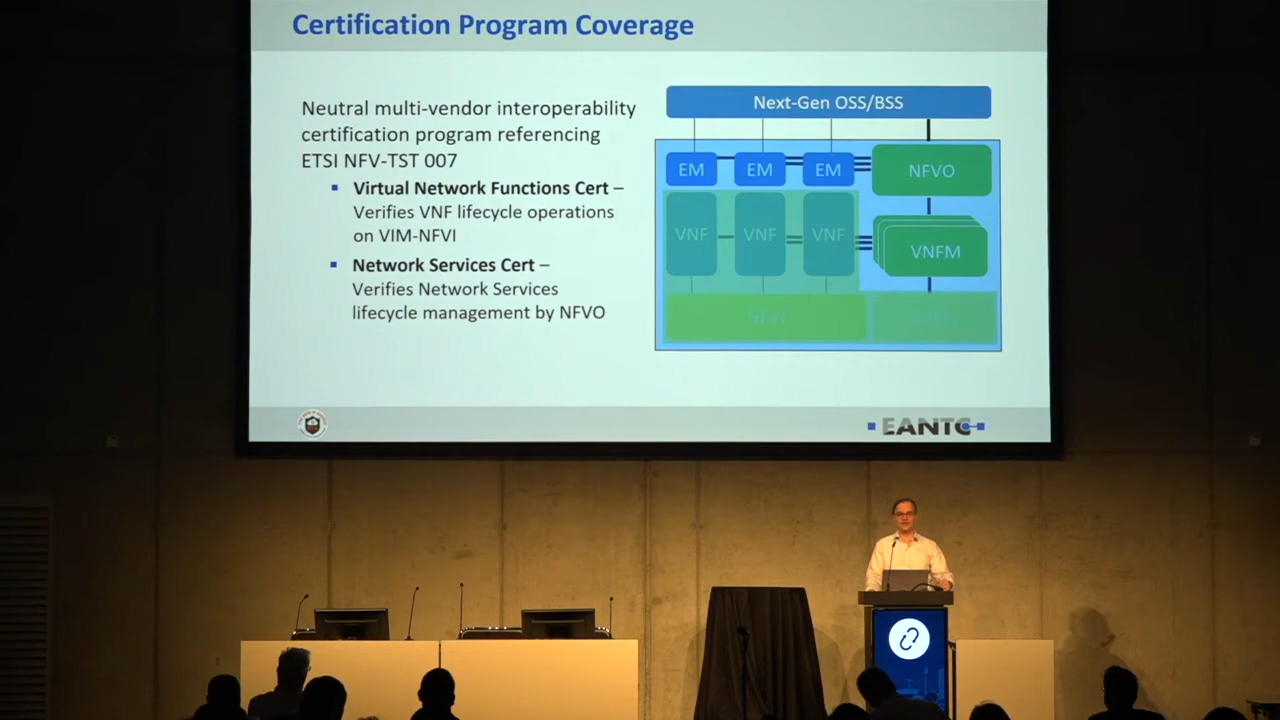 Certification Program Coverage
Neutral multi-vendor interoperability
certification program referencing
ETSI NFV-TST 007
Virtual Network Functions Cert –
Verifies VNF lifecycle operations
on VIM-NFVI
Network Services Cert –
Verifies Network Services
lifecycle management by NFVO
Next-Gen OSS/BSS
EM EM EM NFVO
VNF VNF VNF VNFM
NFVI
EANTC